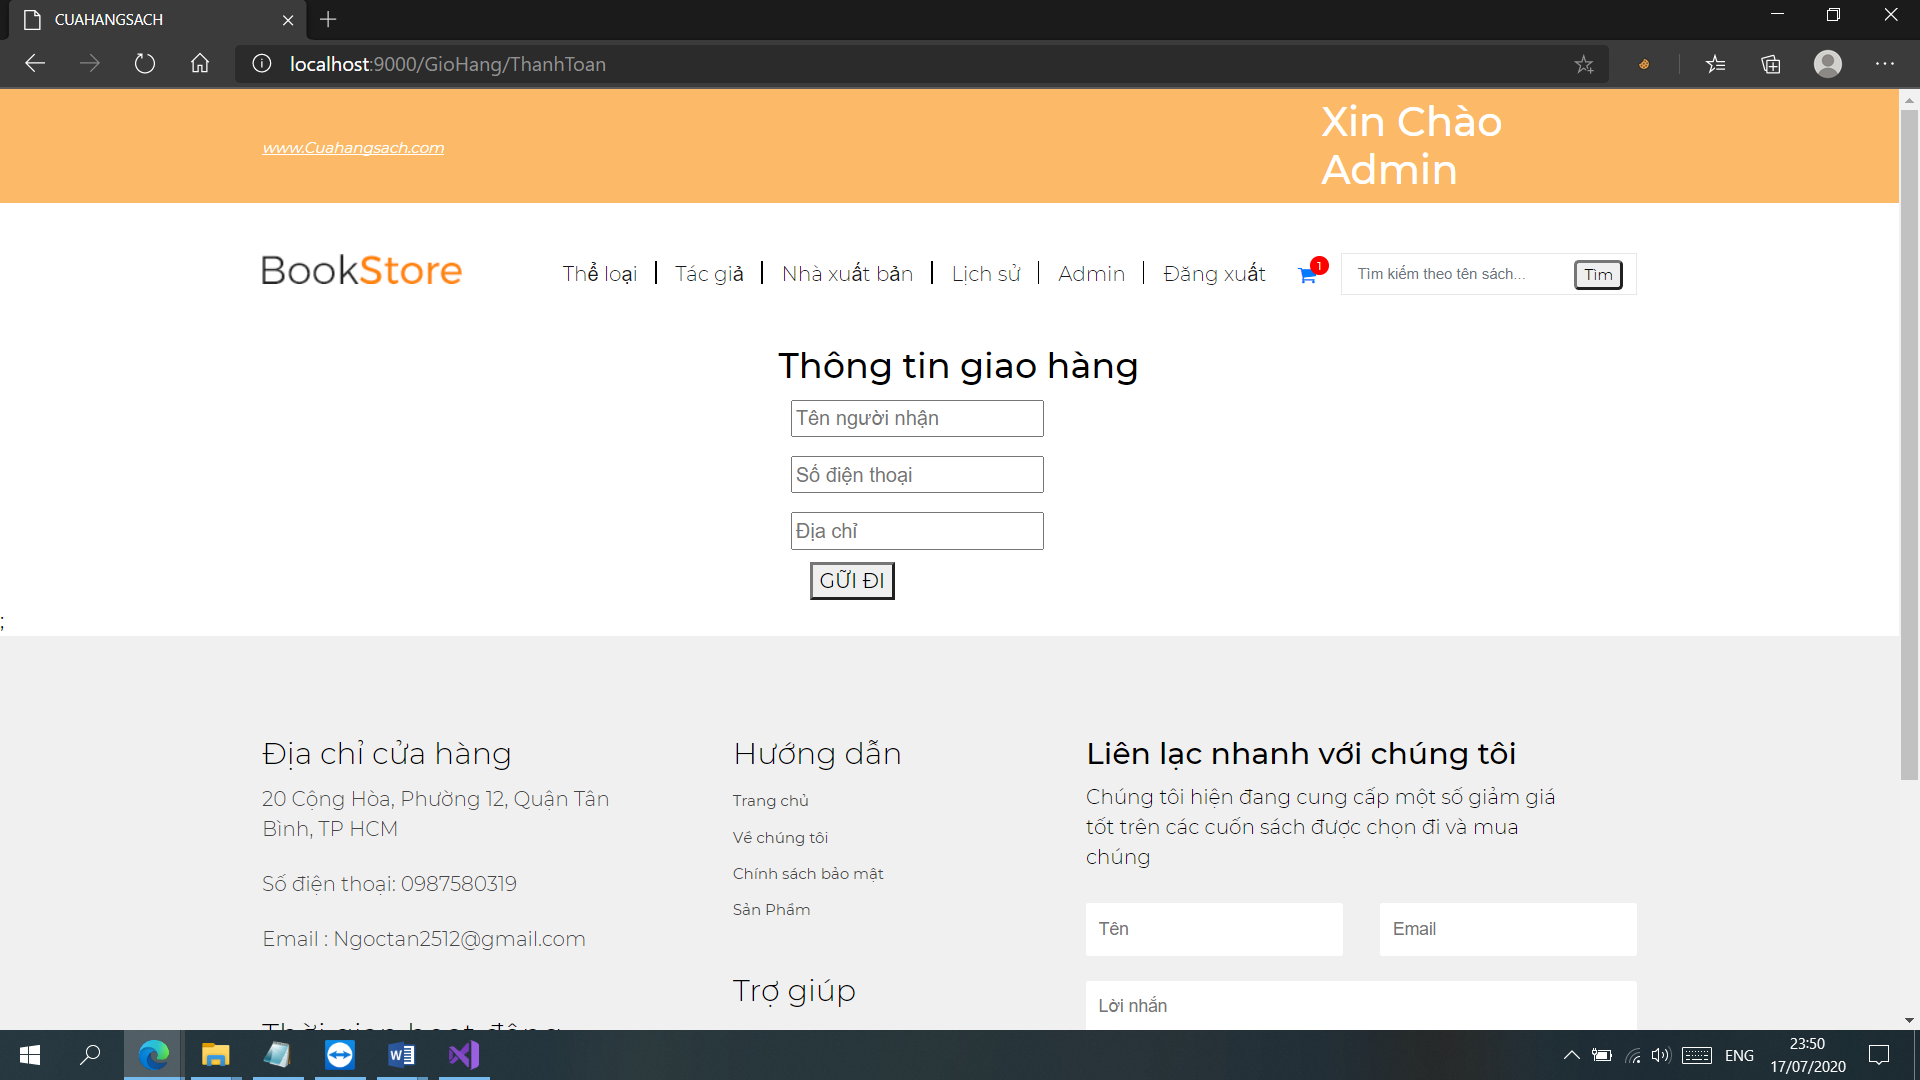 CUAHANGSACH
localhost:9000/GioHang/ThanhToan
www.Cuahangsach.com
Xin Chào
Admin
BookStore
Thể loại
Tác giả
Nhà xuất bản
Lịch sử
Admin
Đăng xuất
1
Tìm kiếm theo tên sách...
Tìm
Thông tin giao hàng
Tên người nhận
Số điện thoại
Địa chỉ
GỬI ĐI
;
Địa chỉ cửa hàng
20 Cộng Hòa, Phường 12, Quận Tân
Bình, TP HCM
Số điện thoại: 0987580319
Email : Ngoctan2512@gmail.com
Thời gian hoạt động
Hướng dẫn
Trang chủ
Về chúng tôi
Chính sách bảo mật
Sản Phẩm
Trợ giúp
Liên lạc nhanh với chúng tôi
Chúng tôi hiện đang cung cấp một số giảm giá
tốt trên các cuốn sách được chọn đi và mua
chúng
Tên
Email
Lời nhắn
ENG
23:50
17/07/2020